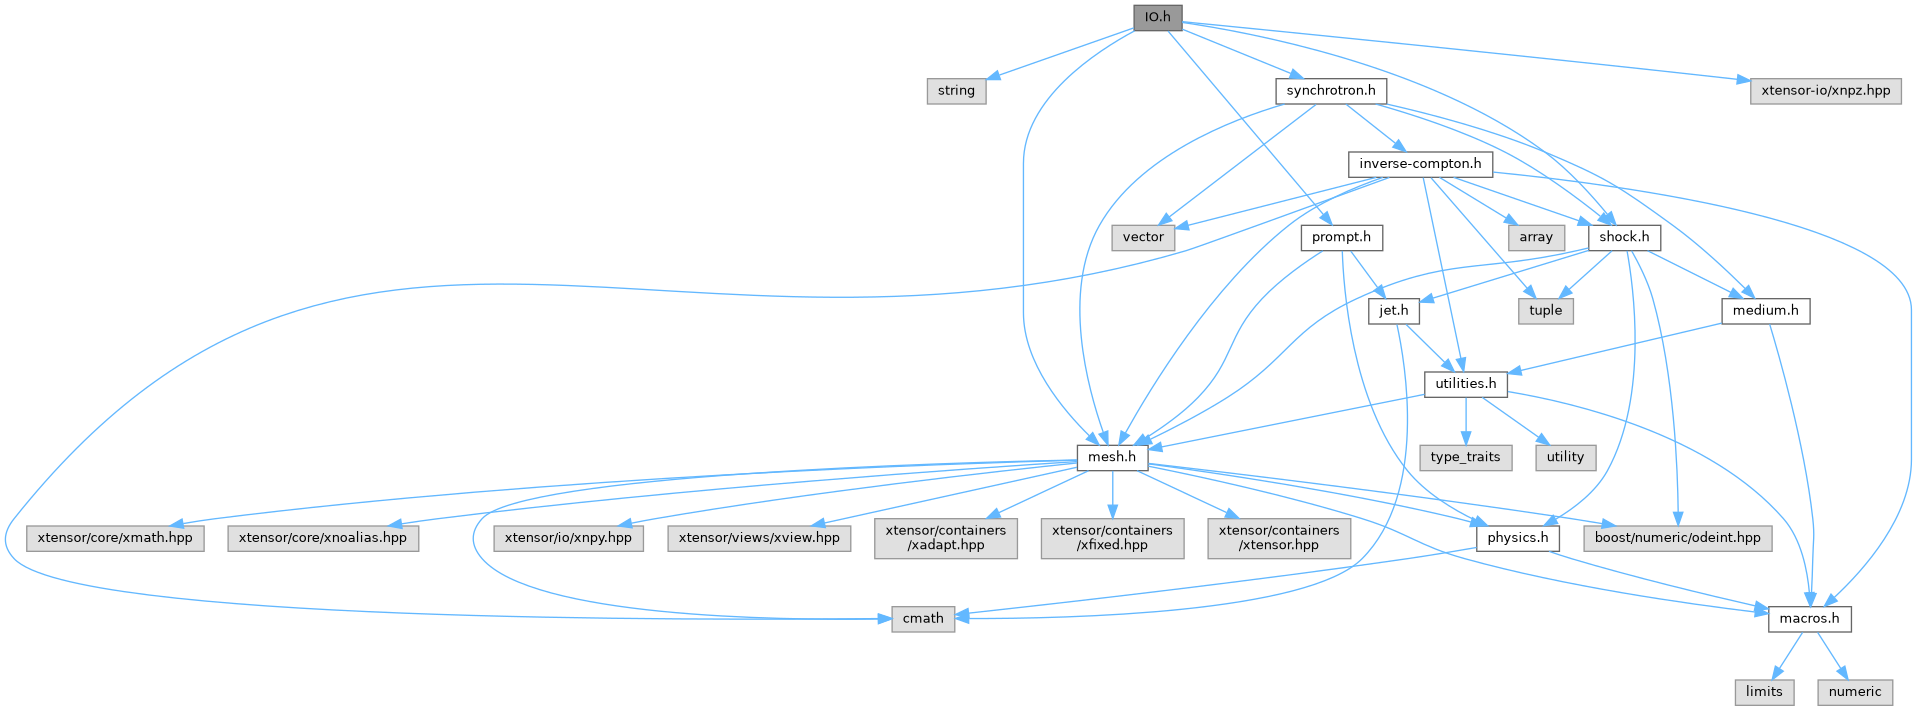 IO.h
string
synchrotron.h
xtensor-io/xnpz.hpp
inverse-compton.h
vector
prompt.h
array
shock.h
jet.h
tuple
medium.h
utilities.h
mesh.h
type_traits
utility
xtensor/core/xmath.hpp
xtensor/core/xnoalias.hpp
xtensor/io/xnpy.hpp
xtensor/views/xview.hpp
xtensor/containers
/xadapt.hpp
xtensor/containers
/xfixed.hpp
xtensor/containers
/xtensor.hpp
physics.h
boost/numeric/odeint.hpp
cmath
macros.h
limits
numeric